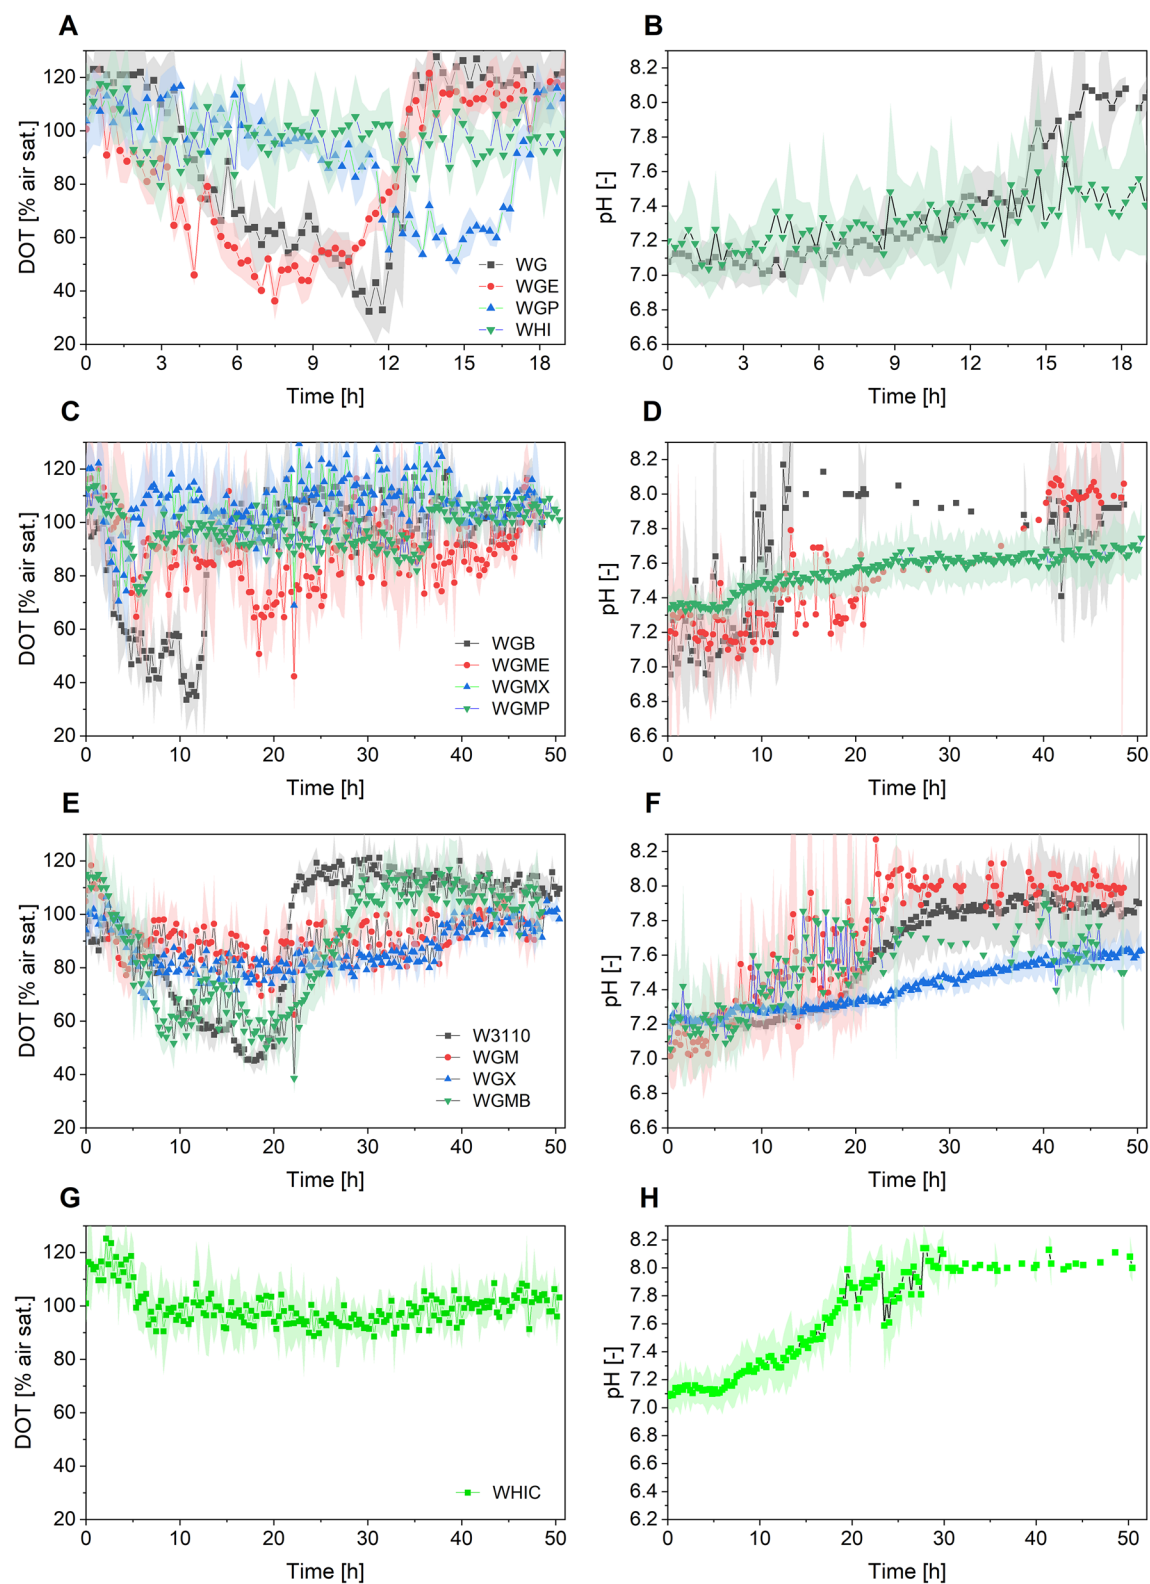 A
DOT [% air sat.]
120
100
80
60
40
20
WG
WGE
WGP
WHI
0 3 6 9 12 15 18
Time [h]
B
pH [-]
8.2
8.0
7.8
7.6
7.4
7.2
7.0
6.8
6.6
0 3 6 9 12 15 18
Time [h]
C
DOT [% air sat.]
120
100
80
60
40
20
WGB
WGME
WGMX
WGMP
0 10 20 30 40 50
Time [h]
D
pH [-]
8.2
8.0
7.8
7.6
7.4
7.2
7.0
6.8
6.6
0 10 20 30 40 50
Time [h]
E
DOT [% air sat.]
120
100
80
60
40
20
W3110
WGM
WGX
WGMB
0 10 20 30 40 50
Time [h]
F
pH [-]
8.2
8.0
7.8
7.6
7.4
7.2
7.0
6.8
6.6
0 10 20 30 40 50
Time [h]
G
DOT [% air sat.]
120
100
80
60
40
20
WHIC
0 10 20 30 40 50
Time [h]
H
pH [-]
8.2
8.0
7.8
7.6
7.4
7.2
7.0
6.8
6.6
6.4
6.2
0 10 20 30 40 50
Time [h]